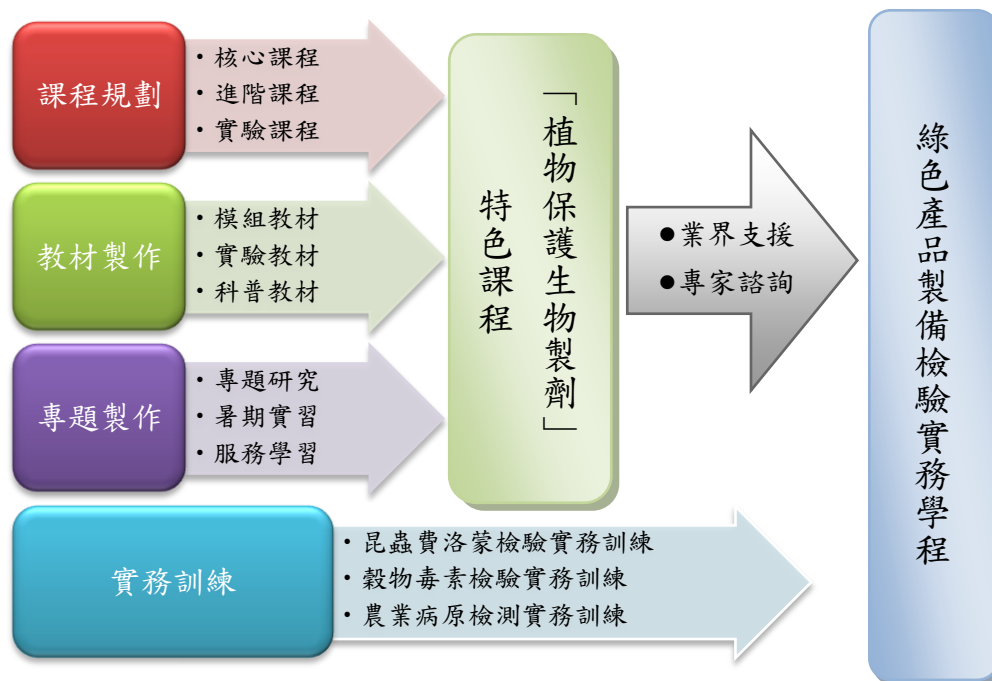 課程規劃
・核心課程
・進階課程
・實驗課程
教材製作
・模組教材
・實驗教材
・科普教材
專題製作
・專題研究
・暑期實習
・服務學習
「植物保護生物製劑」
特色課程
●業界支援
●專家諮詢
綠色產品製備檢驗實務學程
實務訓練
・昆蟲費洛蒙檢驗實務訓練
・穀物毒素檢驗實務訓練
・農業病原檢測實務訓練